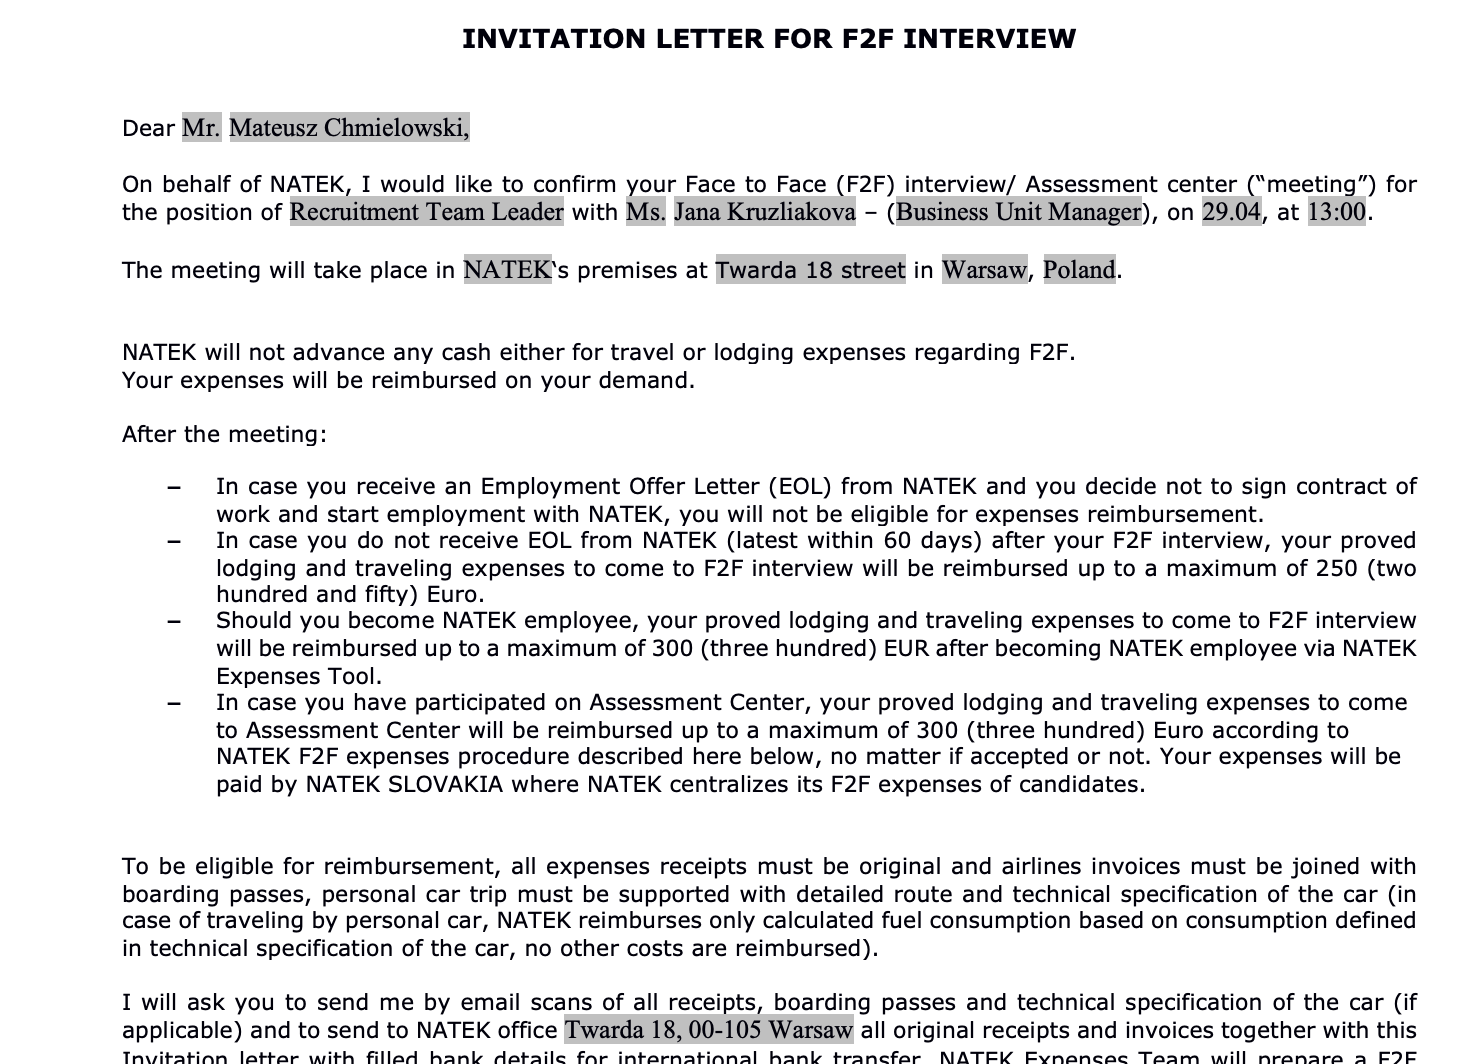 INVITATION LETTER FOR F2F INTERVIEW
Dear Mr. Mateusz Chmielowski,
On behalf of NATEK, I would like to confirm your Face to Face (F2F) interview/ Assessment center (“meeting”) for
the position of Recruitment Team Leader with Ms. Jana Kruzliakova – (Business Unit Manager), on 29.04, at 13:00.
The meeting will take place in NATEK‘s premises at Twarda 18 street in Warsaw, Poland.
NATEK will not advance any cash either for travel or lodging expenses regarding F2F.
Your expenses will be reimbursed on your demand.
After the meeting:
– In case you receive an Employment Offer Letter (EOL) from NATEK and you decide not to sign contract of
work and start employment with NATEK, you will not be eligible for expenses reimbursement.
– In case you do not receive EOL from NATEK (latest within 60 days) after your F2F interview, your proved
lodging and traveling expenses to come to F2F interview will be reimbursed up to a maximum of 250 (two
hundred and fifty) Euro.
– Should you become NATEK employee, your proved lodging and traveling expenses to come to F2F interview
will be reimbursed up to a maximum of 300 (three hundred) EUR after becoming NATEK employee via NATEK
Expenses Tool.
– In case you have participated on Assessment Center, your proved lodging and traveling expenses to come
to Assessment Center will be reimbursed up to a maximum of 300 (three hundred) Euro according to
NATEK F2F expenses procedure described here below, no matter if accepted or not. Your expenses will be
paid by NATEK SLOVAKIA where NATEK centralizes its F2F expenses of candidates.
To be eligible for reimbursement, all expenses receipts must be original and airlines invoices must be joined with
boarding passes, personal car trip must be supported with detailed route and technical specification of the car (in
case of traveling by personal car, NATEK reimburses only calculated fuel consumption based on consumption defined
in technical specification of the car, no other costs are reimbursed).
I will ask you to send me by email scans of all receipts, boarding passes and technical specification of the car (if
applicable) and to send to NATEK office Twarda 18, 00-105 Warsaw all original receipts and invoices together with this
Invitation letter with filled bank details for international bank transfer. NATEK Expenses Team will prepare a F2F